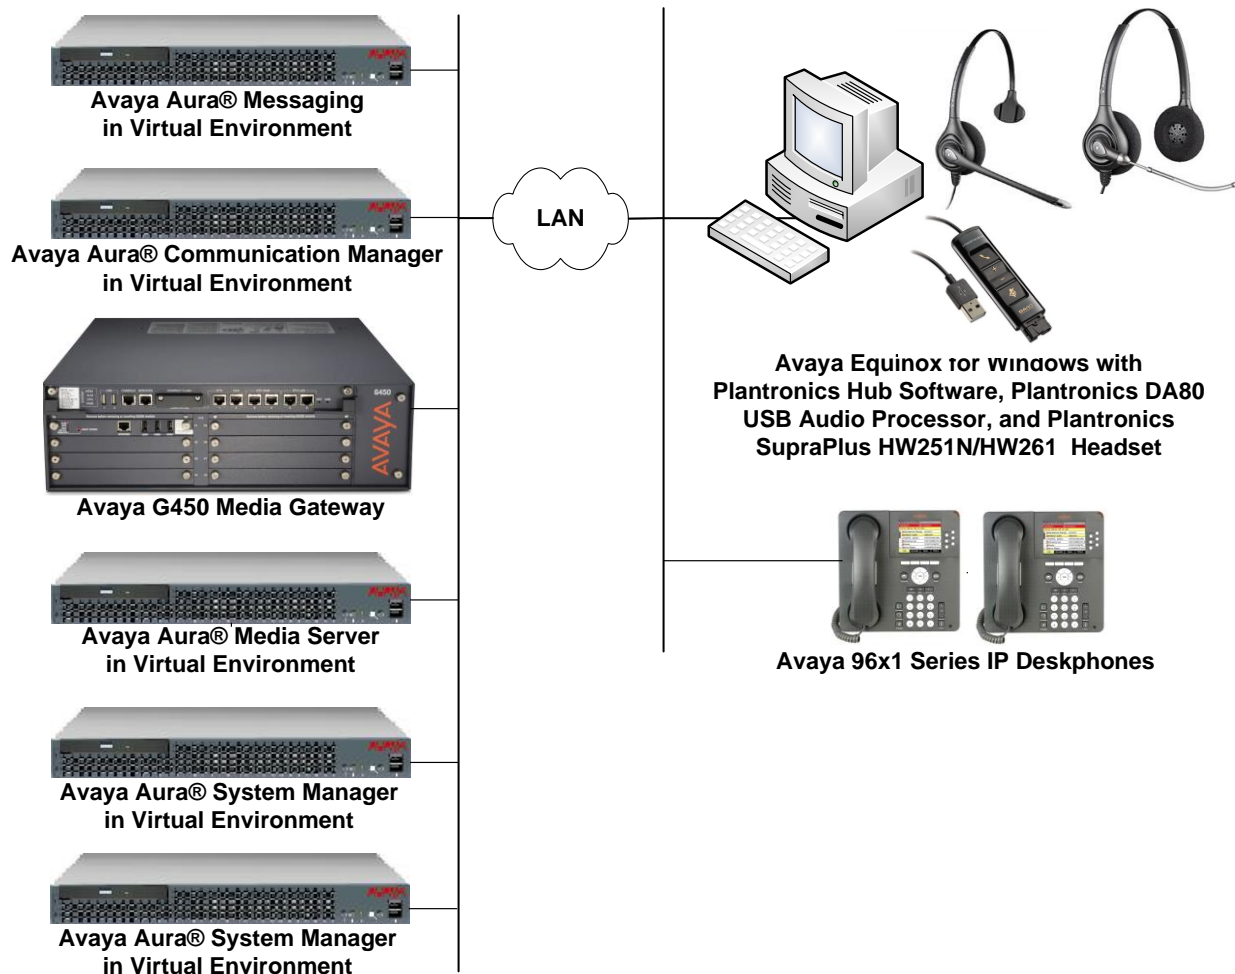 Avaya Aura® Messaging
in Virtual Environment
Avaya Aura® Communication Manager
in Virtual Environment
G450
AVAYA
Avaya G450 Media Gateway
Avaya Aura® Media Server
in Virtual Environment
Avaya Aura® System Manager
in Virtual Environment
Avaya Aura® System Manager
in Virtual Environment
LAN
Avaya Equinox for Windows with
Plantronics Hub Software, Plantronics DA80
USB Audio Processor, and Plantronics
SupraPlus HW251N/HW261 Headset
Avaya 96x1 Series IP Deskphones